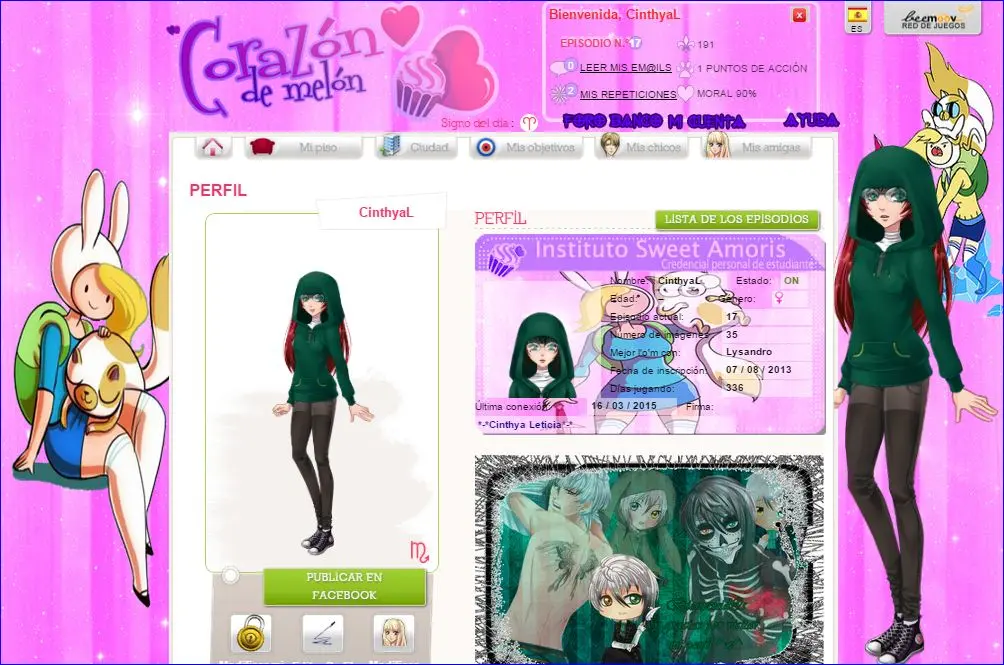 Corazón
de melón
Bienvenida, CinthyaL
EPISODIO N.º17
191
0 LEER MIS EM@ILS
1 PUNTOS DE ACCIÓN
2 MIS REPETICIONES
MORAL 90%
ES
beemoov
RED DE JUEGOS
Signo del día :
FORO BANCO MI CUENTA
AYUDA
Mi piso
Ciudad
Mis objetivos
Mis chicos
Mis amigas
PERFIL
CinthyaL
PERFIL
LISTA DE LOS EPISODIOS
Instituto Sweet Amoris
Credencial personal de estudiante:
Nombre: CinthyaL
Estado: ON
Edad: –
Género: ♀
Episodio actual: 17
Número de imágenes: 35
Mejor lo'm con: Lysandro
Fecha de inscripción: 07 / 08 / 2013
Días jugando: 336
Última conexión: 16 / 03 / 2015
Firma:
*-*Cinthya Leticia*-*
PUBLICAR EN
FACEBOOK